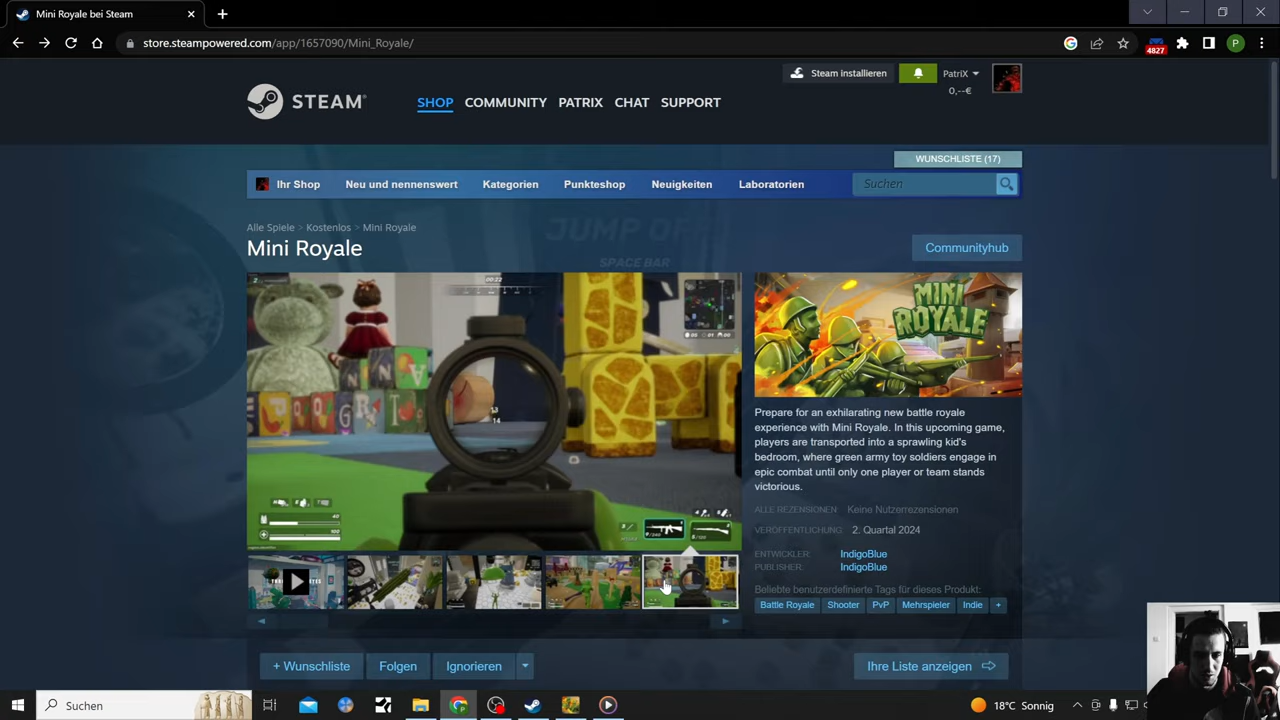 Mini Royale bei Steam
store.steampowered.com/app/1657090/Mini_Royale/
4827
P
Steam installieren
PatriX
0,--€
STEAM
SHOP
COMMUNITY
PATRIX
CHAT
SUPPORT
WUNSCHLISTE (17)
Ihr Shop
Neu und nennenswert
Kategorien
Punkteshop
Neuigkeiten
Laboratorien
Suchen
JUMP OFF
SPACE BAR
Alle Spiele > Kostenlos > Mini Royale
Mini Royale
Communityhub
MINI
ROYALE
Prepare for an exhilarating new battle royale
experience with Mini Royale. In this upcoming game,
players are transported into a sprawling kid's
bedroom, where green army toy soldiers engage in
epic combat until only one player or team stands
victorious.
ALLE REZENSIONEN: Keine Nutzerrezensionen
VERÖFFENTLICHUNG: 2. Quartal 2024
ENTWICKLER: IndigoBlue
PUBLISHER: IndigoBlue
Beliebte benutzerdefinierte Tags für dieses Produkt:
Battle Royale
Shooter
PvP
Mehrspieler
Indie
+
+ Wunschliste
Folgen
Ignorieren
Ihre Liste anzeigen
Suchen
18°C Sonnig